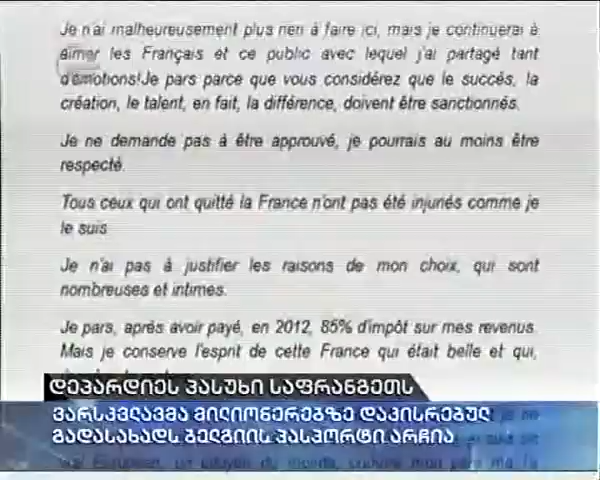 Je n'ai malheureusement plus rien à faire ici, mais je continuerai à
aimer les Français et ce public avec lequel j'ai partagé tant
d'émotions!Je pars parce que vous considérez que le succès, la
création, le talent, en fait, la différence, doivent être sanctionnés.
Je ne demande pas à être approuvé, je pourrais au moins être
respecté.
Tous ceux qui ont quitté la France n'ont pas été injuriés comme je
le suis
Je n'ai pas à justifier les raisons de mon choix, qui sont
nombreuses et intimes.
Je pars, après avoir payé, en 2012, 85% d'impôt sur mes revenus.
Mais je conserve l'esprit de cette France qui était belle et qui,
დეპარდიეს პასუხი საფრანგეთს
ვარსკვლავმა მილიონერებზე დაკისრებულ
გადასახადს ბელგიის პასპორტი არჩია